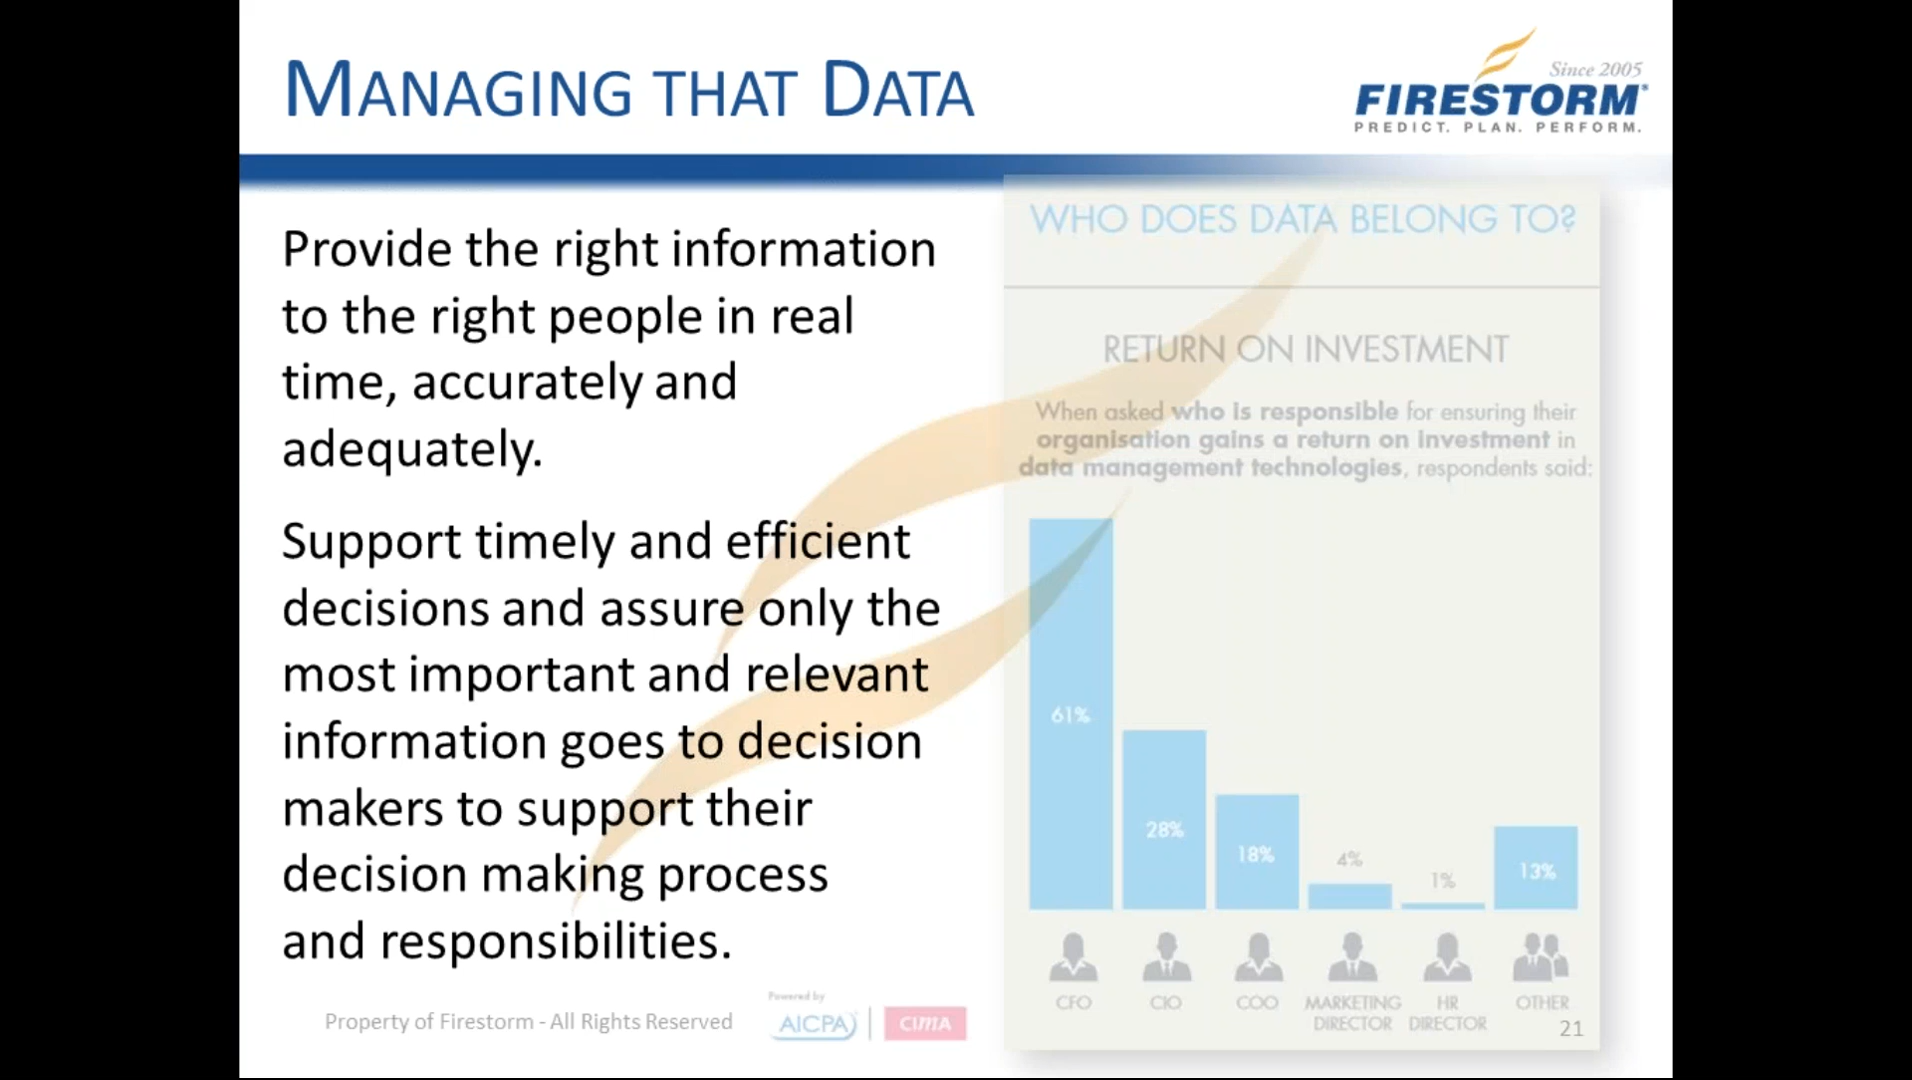 MANAGING THAT DATA
Since 2005
FIRESTORM®
PREDICT. PLAN. PERFORM.
Provide the right information
to the right people in real
time, accurately and
adequately.
Support timely and efficient
decisions and assure only the
most important and relevant
information goes to decision
makers to support their
decision making process
and responsibilities.
WHO DOES DATA BELONG TO?
RETURN ON INVESTMENT
When asked who is responsible for ensuring their
organisation gains a return on investment in
data management technologies, respondents said:
61%
28%
18%
4%
1%
13%
CFO
CIO
COO
MARKETING
DIRECTOR
HR
DIRECTOR
OTHER
Property of Firestorm - All Rights Reserved
Powered by
AICPA
CIMA
21